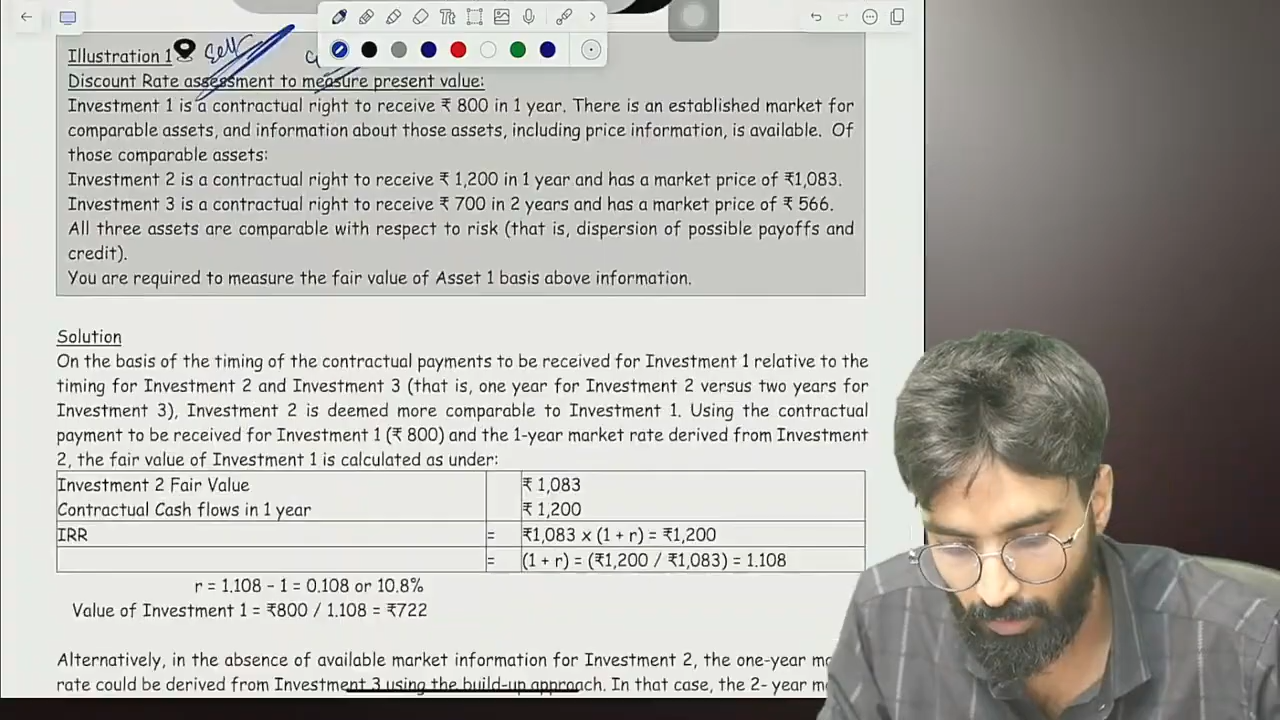 Illustration 1 Self
Discount Rate assessment to measure present value:
Investment 1 is a contractual right to receive ₹ 800 in 1 year. There is an established market for
comparable assets, and information about those assets, including price information, is available. Of
those comparable assets:
Investment 2 is a contractual right to receive ₹ 1,200 in 1 year and has a market price of ₹1,083.
Investment 3 is a contractual right to receive ₹ 700 in 2 years and has a market price of ₹ 566.
All three assets are comparable with respect to risk (that is, dispersion of possible payoffs and
credit).
You are required to measure the fair value of Asset 1 basis above information.
Solution
On the basis of the timing of the contractual payments to be received for Investment 1 relative to the
timing for Investment 2 and Investment 3 (that is, one year for Investment 2 versus two years for
Investment 3), Investment 2 is deemed more comparable to Investment 1. Using the contractual
payment to be received for Investment 1 (₹ 800) and the 1-year market rate derived from Investment
2, the fair value of Investment 1 is calculated as under:
Investment 2 Fair Value ₹ 1,083
Contractual Cash flows in 1 year ₹ 1,200
IRR = ₹1,083 x (1 + r) = ₹1,200
= (1 + r) = (₹1,200 / ₹1,083) = 1.108
r = 1.108 – 1 = 0.108 or 10.8%
Value of Investment 1 = ₹800 / 1.108 = ₹722
Alternatively, in the absence of available market information for Investment 2, the one-year
rate could be derived from Investment 3 using the build-up approach. In that case, the 2- year